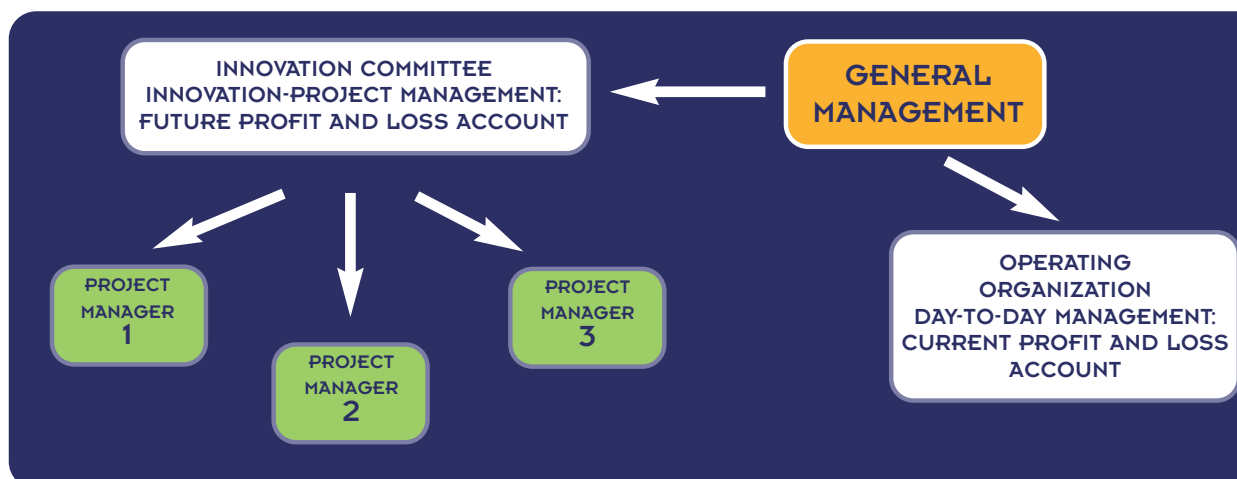 INNOVATION COMMITTEE
INNOVATION-PROJECT MANAGEMENT:
FUTURE PROFIT AND LOSS ACCOUNT
GENERAL
MANAGEMENT
PROJECT
MANAGER
1
PROJECT
MANAGER
2
PROJECT
MANAGER
3
OPERATING
ORGANIZATION
DAY-TO-DAY MANAGEMENT:
CURRENT PROFIT AND LOSS
ACCOUNT